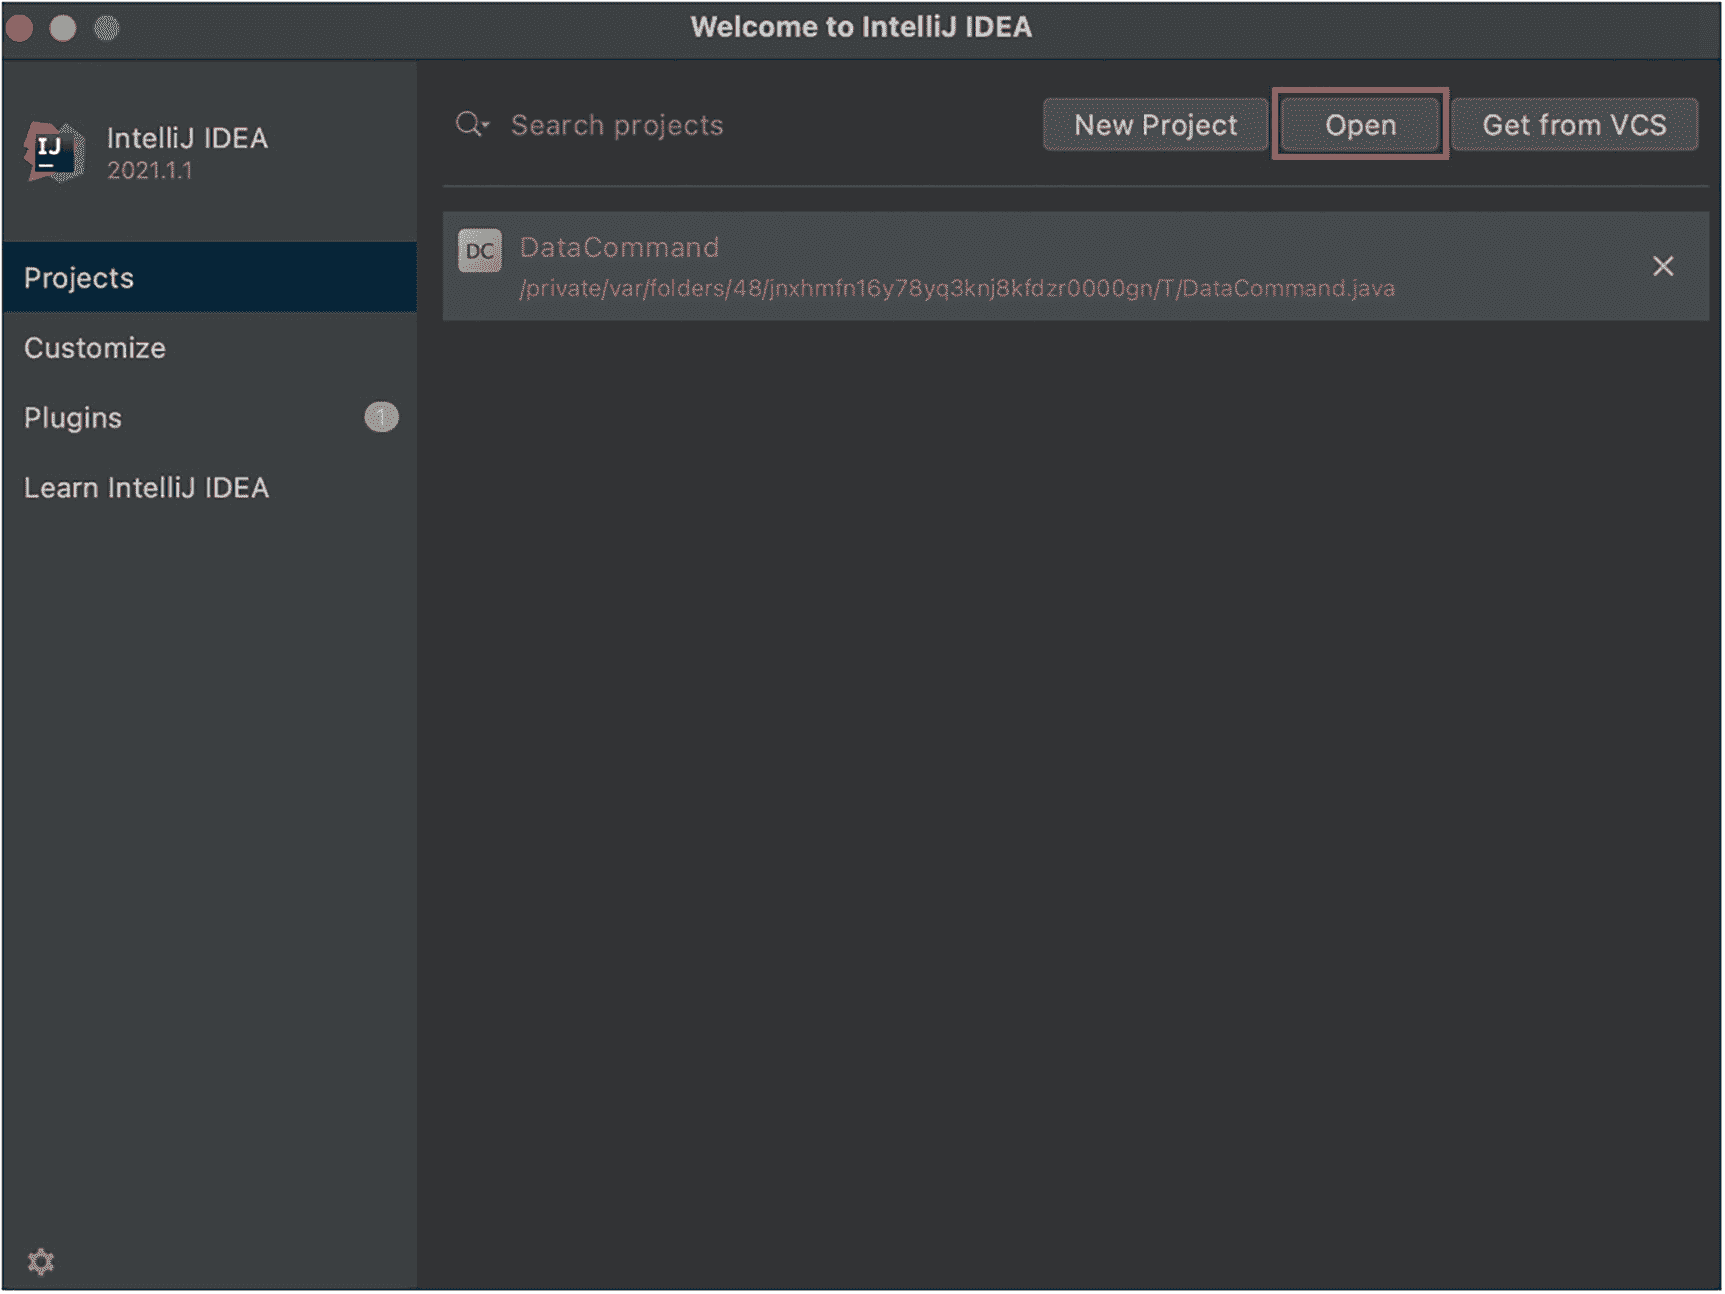 Welcome to IntelliJ IDEA
IJ
IntelliJ IDEA
2021.1.1
Search projects
New Project
Open
Get from VCS
Projects
Customize
Plugins
1
Learn IntelliJ IDEA
DC
DataCommand
/private/var/folders/48/jnxhmfn16y78yq3knj8kfdzr0000gn/T/DataCommand.java